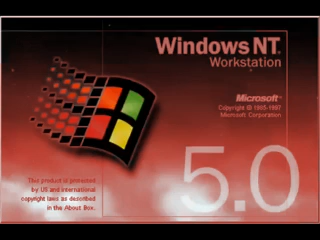 Windows NT
Workstation
Microsoft
Copyright © 1985-1997
Microsoft Corporation
5.0
This product is protected
by US and international
copyright laws as described
in the About Box.